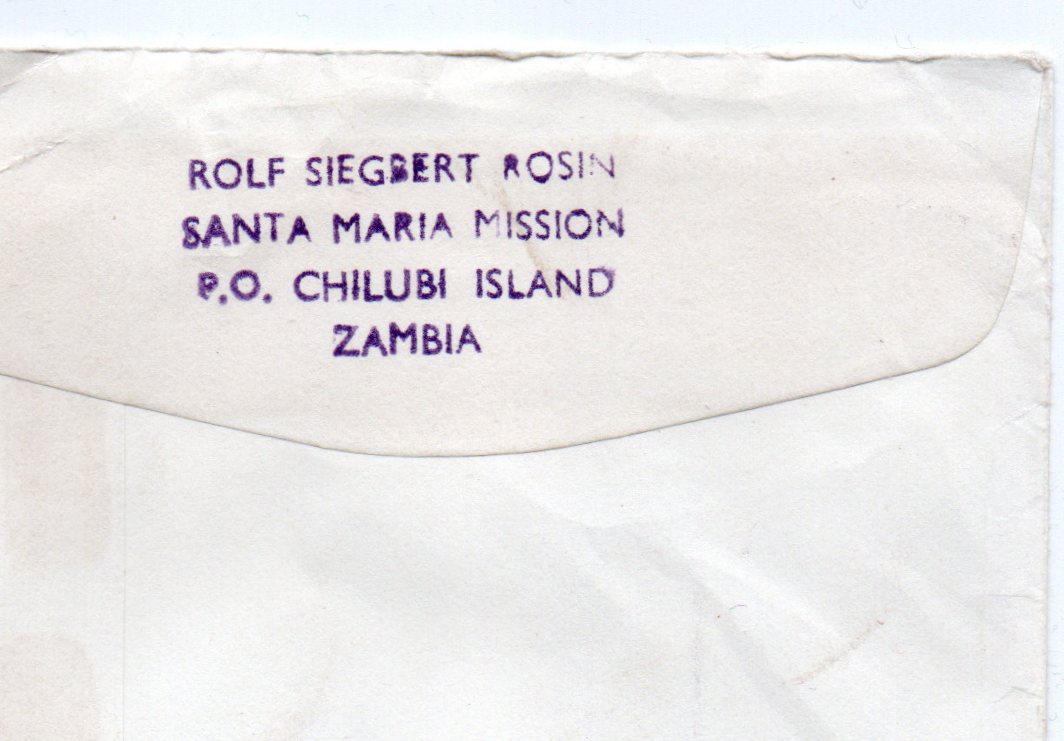 ROLF SIEGBERT ROSIN
SANTA MARIA MISSION
P.O. CHILUBI ISLAND
ZAMBIA